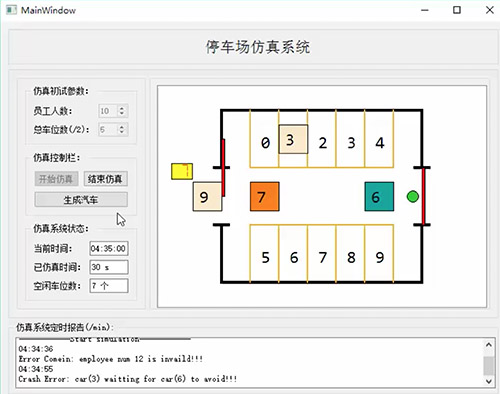 MainWindow
停车场仿真系统
仿真初试参数:
员工人数: 10
总车位数(/2): 5
仿真控制栏:
开始仿真 结束仿真
生成汽车
仿真系统状态:
当前时间: 04:35:00
已仿真时间: 30 s
空闲车位数: 7 个
0 3 2 3 4
9 7 6
5 6 7 8 9
仿真系统定时报告(/min):
Start simulation
04:34:36
Error Comein: employee num 12 is invaild!!!
04:34:55
Crash Error: car(3) waitting for car(6) to avoid!!!